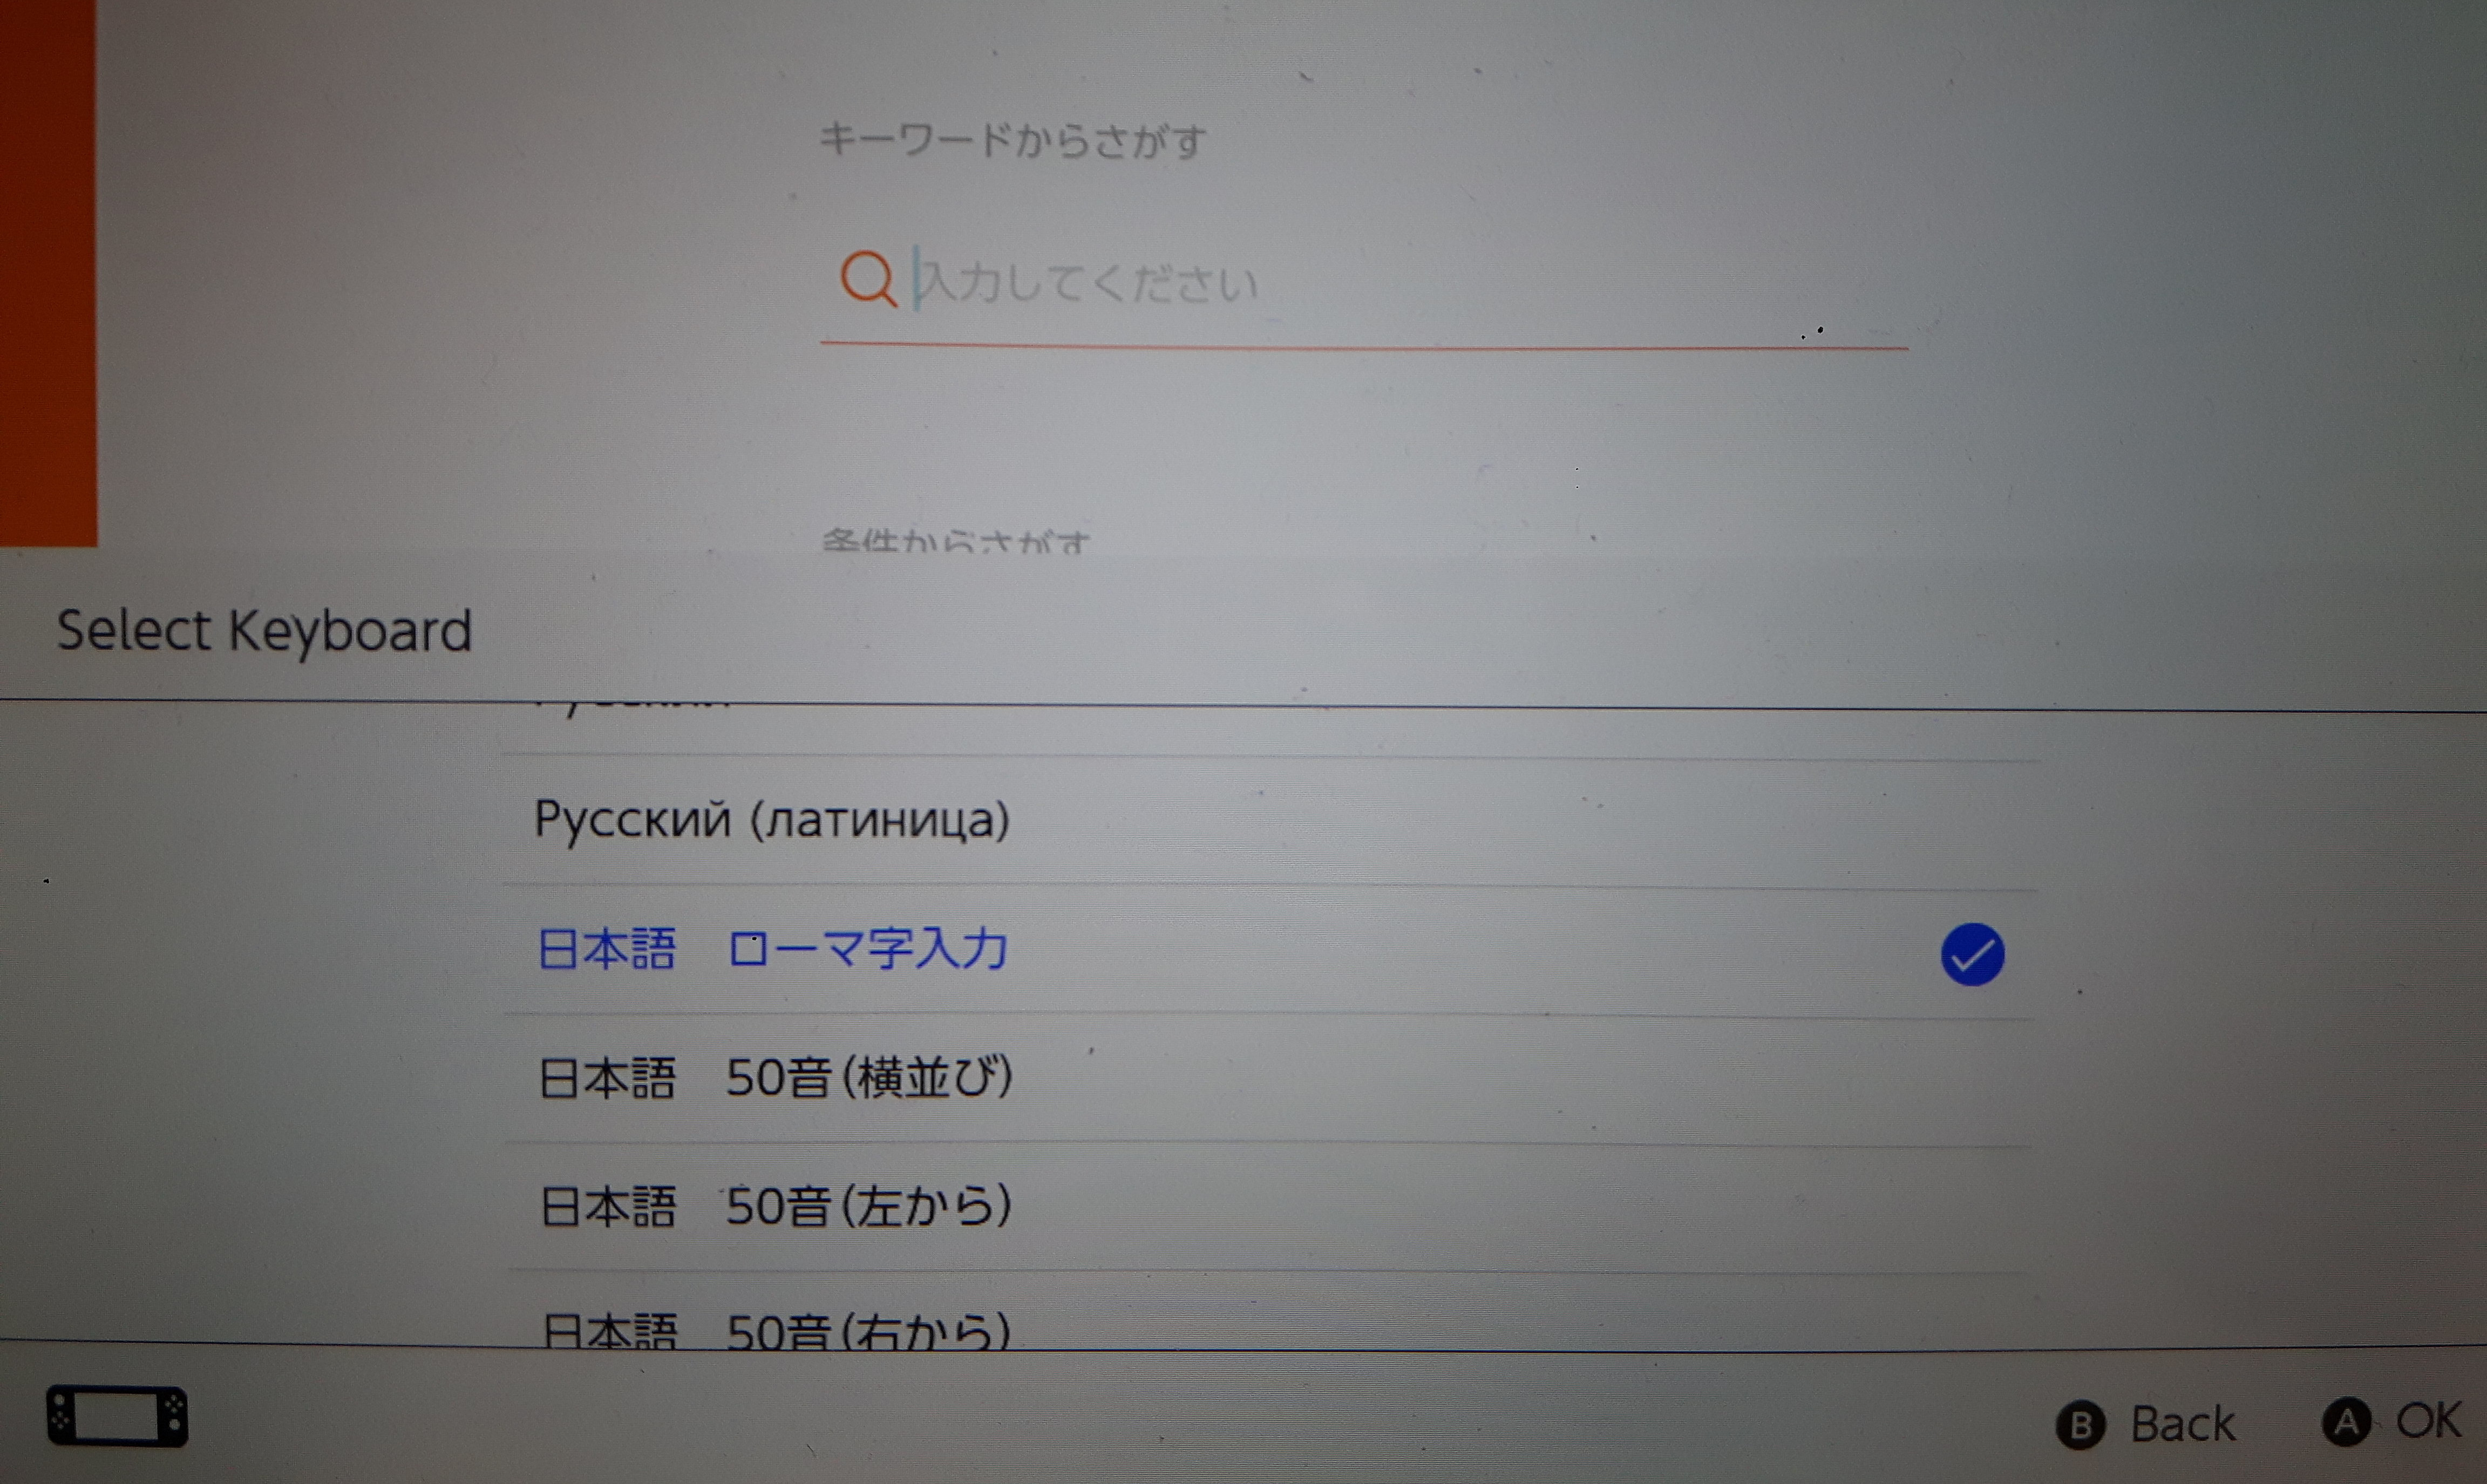 キーワードからさがす
入力してください
条件からさがす
Select Keyboard
Русский
Русский (латиница)
日本語　ローマ字入力
日本語　50音(横並び)
日本語　50音(左から)
日本語　50音(右から)
B Back A OK